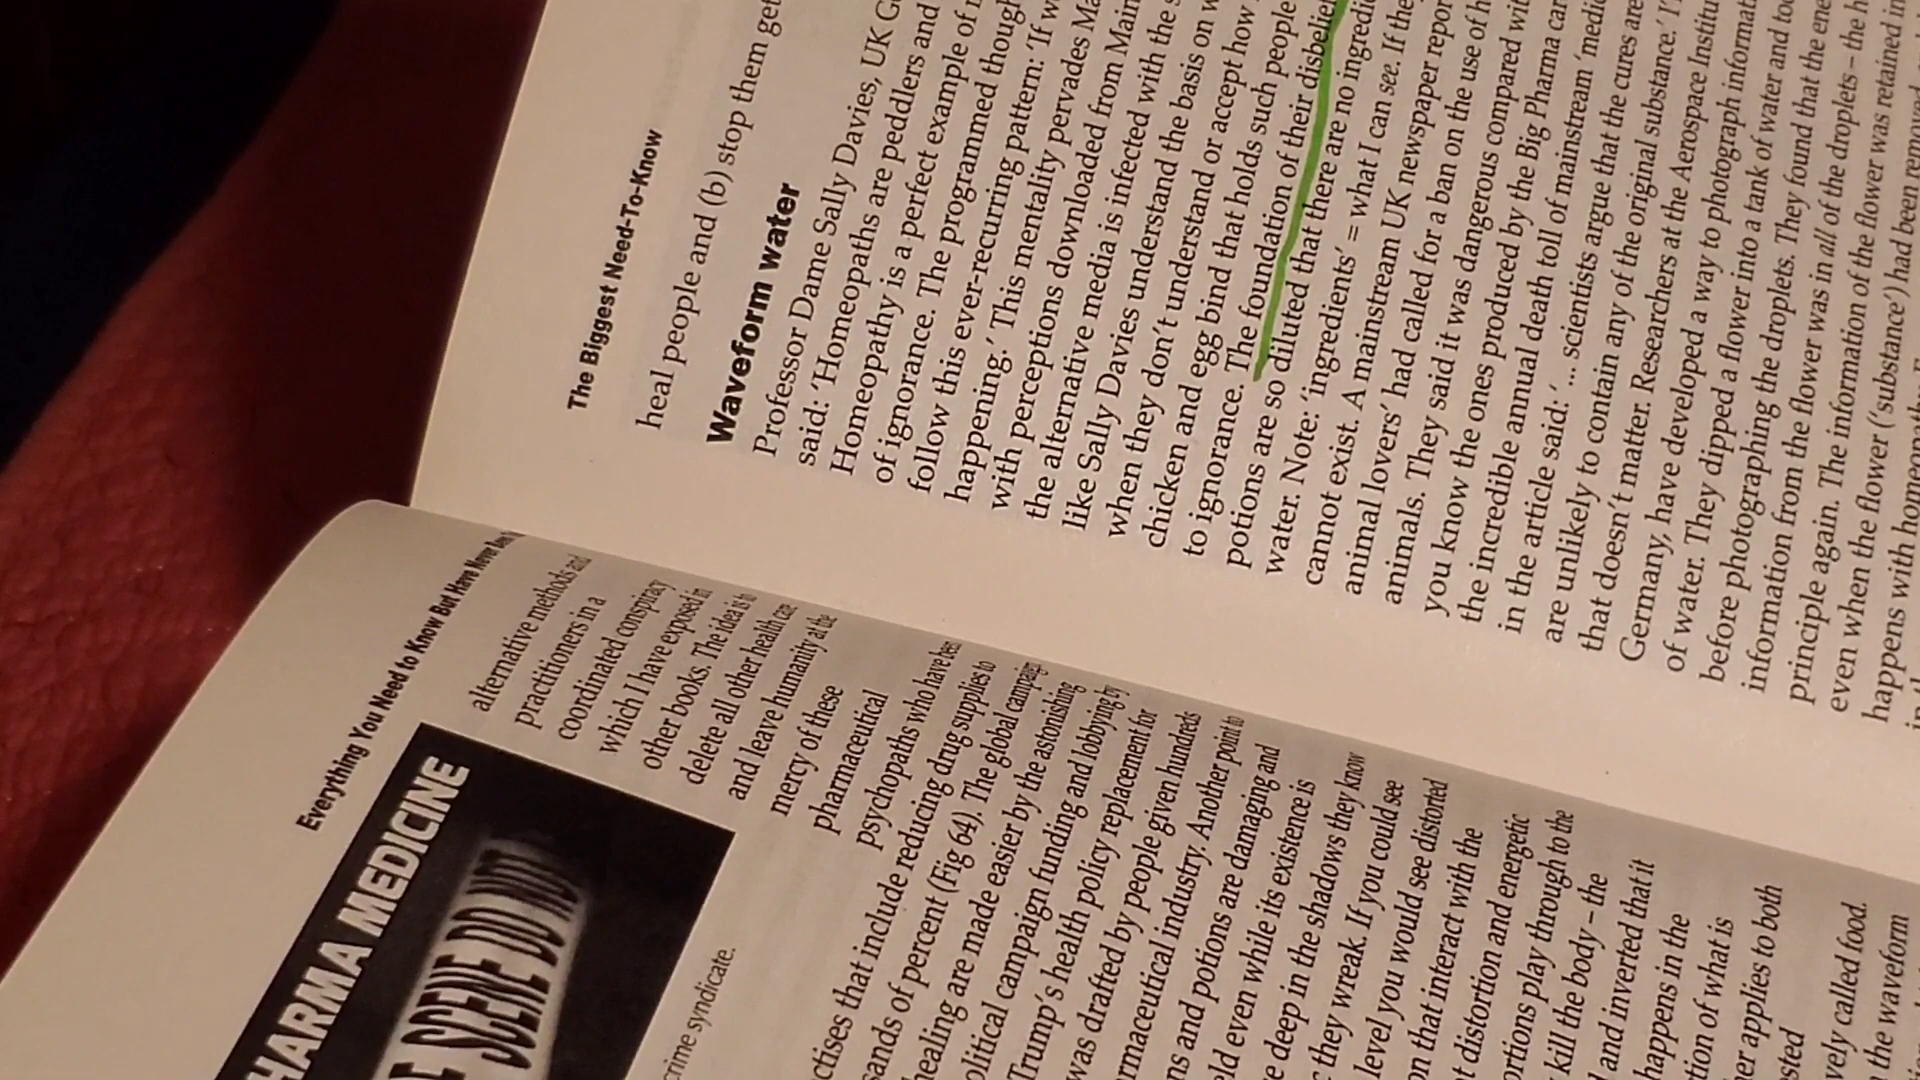 Everything You Need to Know But Have Never Been
HARMA MEDICINE
SCENE DO NOT
crime syndicate.
alternative methods and
practitioners in a
coordinated conspiracy
which I have exposed in
other books. The idea is to
delete all other health care
and leave humanity at the
mercy of these
pharmaceutical
psychopaths who have been
ctises that include reducing drug supplies to
sands of percent (Fig 64). The global campaign
healing are made easier by the astonishing
olitical campaign funding and lobbying by
Trump's health policy replacement for
was drafted by people given hundreds
rmaceutical industry. Another point to
ns and potions are damaging and
eld even while its existence is
e deep in the shadows they know
they wreak. If you could see
level you would see distorted
on that interact with the
t distortion and energetic
ortions play through to the
kill the body – the
and inverted that it
happens in the
tion of what is
er applies to both
sted
vely called food.
the waveform
The Biggest Need-To-Know
heal people and (b) stop them get
Waveform water
Professor Dame Sally Davies, UK G
said: 'Homeopaths are peddlers and
Homeopathy is a perfect example of
of ignorance. The programmed though
follow this ever-recurring pattern: 'If w
happening.' This mentality pervades Ma
with perceptions downloaded from Main
the alternative media is infected with the s
like Sally Davies understand the basis on w
when they don't understand or accept how
chicken and egg bind that holds such people
to ignorance. The foundation of their disbelief
potions are so diluted that there are no ingredie
water. Note: 'ingredients' = what I can see. If the
cannot exist. A mainstream UK newspaper repor
animal lovers' had called for a ban on the use of h
animals. They said it was dangerous compared wit
you know the ones produced by the Big Pharma car
the incredible annual death toll of mainstream 'medic
in the article said: '... scientists argue that the cures are
are unlikely to contain any of the original substance.' I'
that doesn't matter. Researchers at the Aerospace Institu
Germany, have developed a way to photograph informati
of water. They dipped a flower into a tank of water and too
before photographing the droplets. They found that the ene
information from the flower was in all of the droplets – the h
principle again. The information of the flower was retained in
even when the flower ('substance') had been removed.
happens with homeopathy.